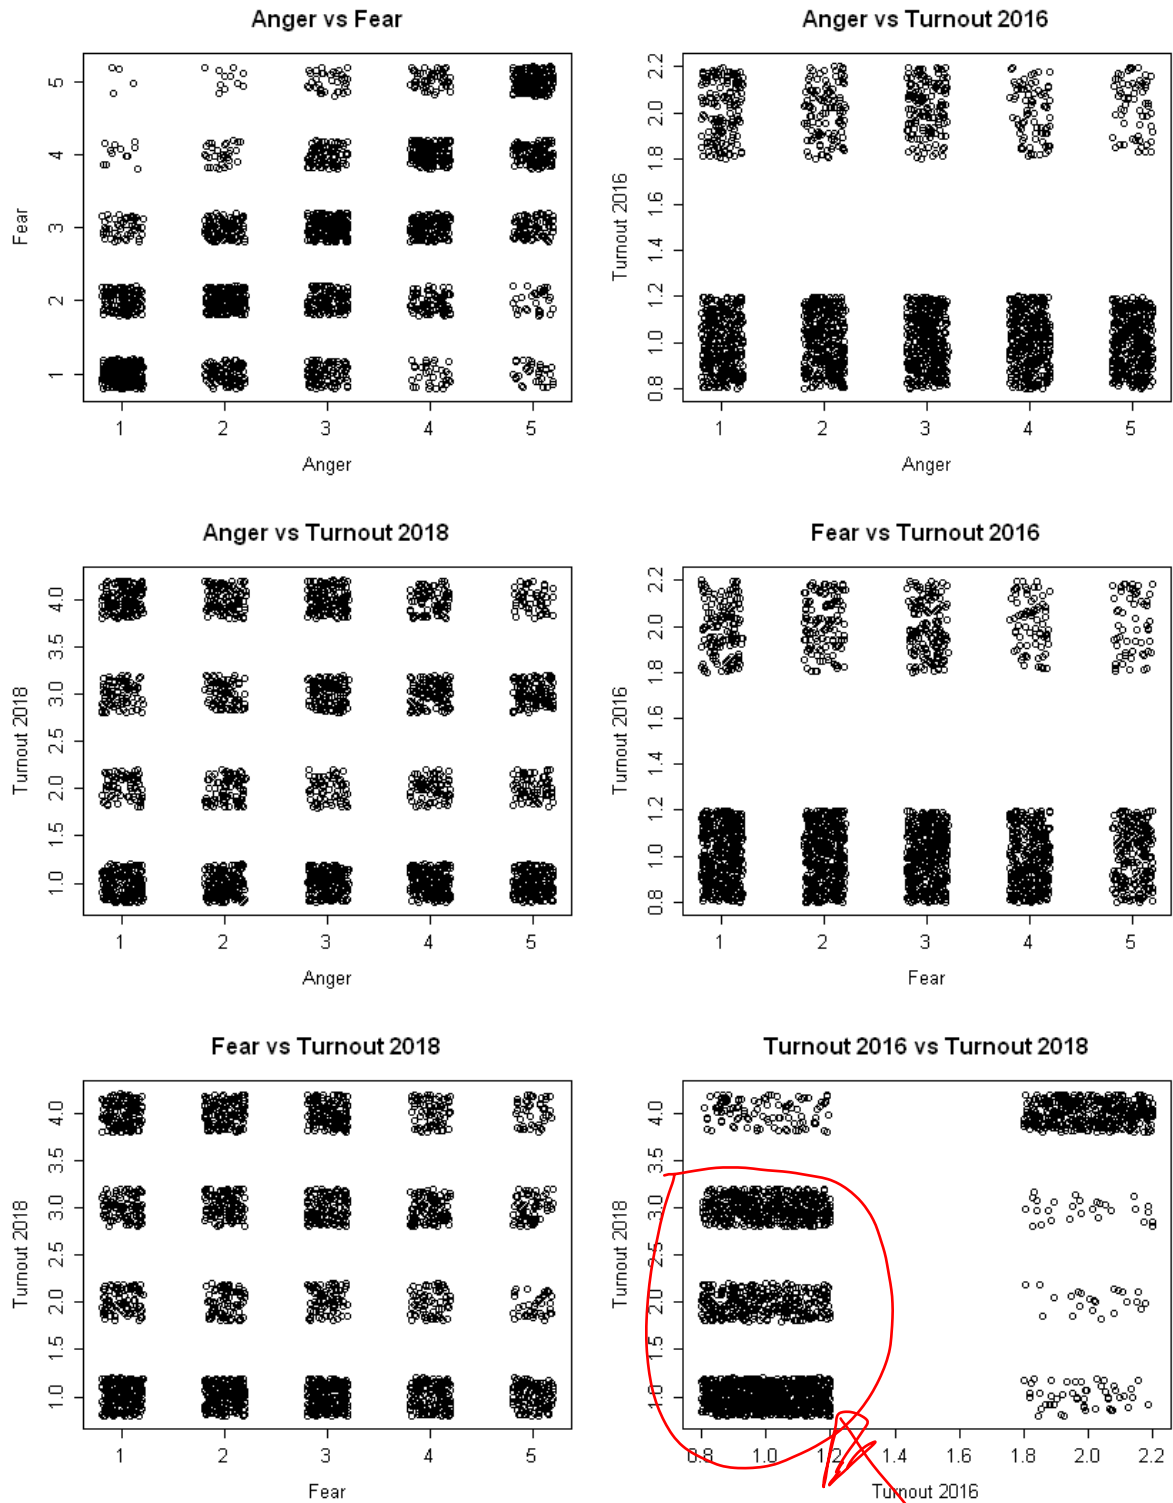 Anger vs Fear
5
4
3
2
1
Fear
1 2 3 4 5
Anger
Anger vs Turnout 2016
2.2
2.0
1.8
1.6
1.4
1.2
1.0
0.8
Turnout 2016
1 2 3 4 5
Anger
Anger vs Turnout 2018
4.0
3.5
3.0
2.5
2.0
1.5
1.0
Turnout 2018
1 2 3 4 5
Anger
Fear vs Turnout 2016
2.2
2.0
1.8
1.6
1.4
1.2
1.0
0.8
Turnout 2016
1 2 3 4 5
Fear
Fear vs Turnout 2018
4.0
3.5
3.0
2.5
2.0
1.5
1.0
Turnout 2018
1 2 3 4 5
Fear
Turnout 2016 vs Turnout 2018
4.0
3.5
3.0
2.5
2.0
1.5
1.0
Turnout 2018
0.8 1.0 1.2 1.4 1.6 1.8 2.0 2.2
Turnout 2016